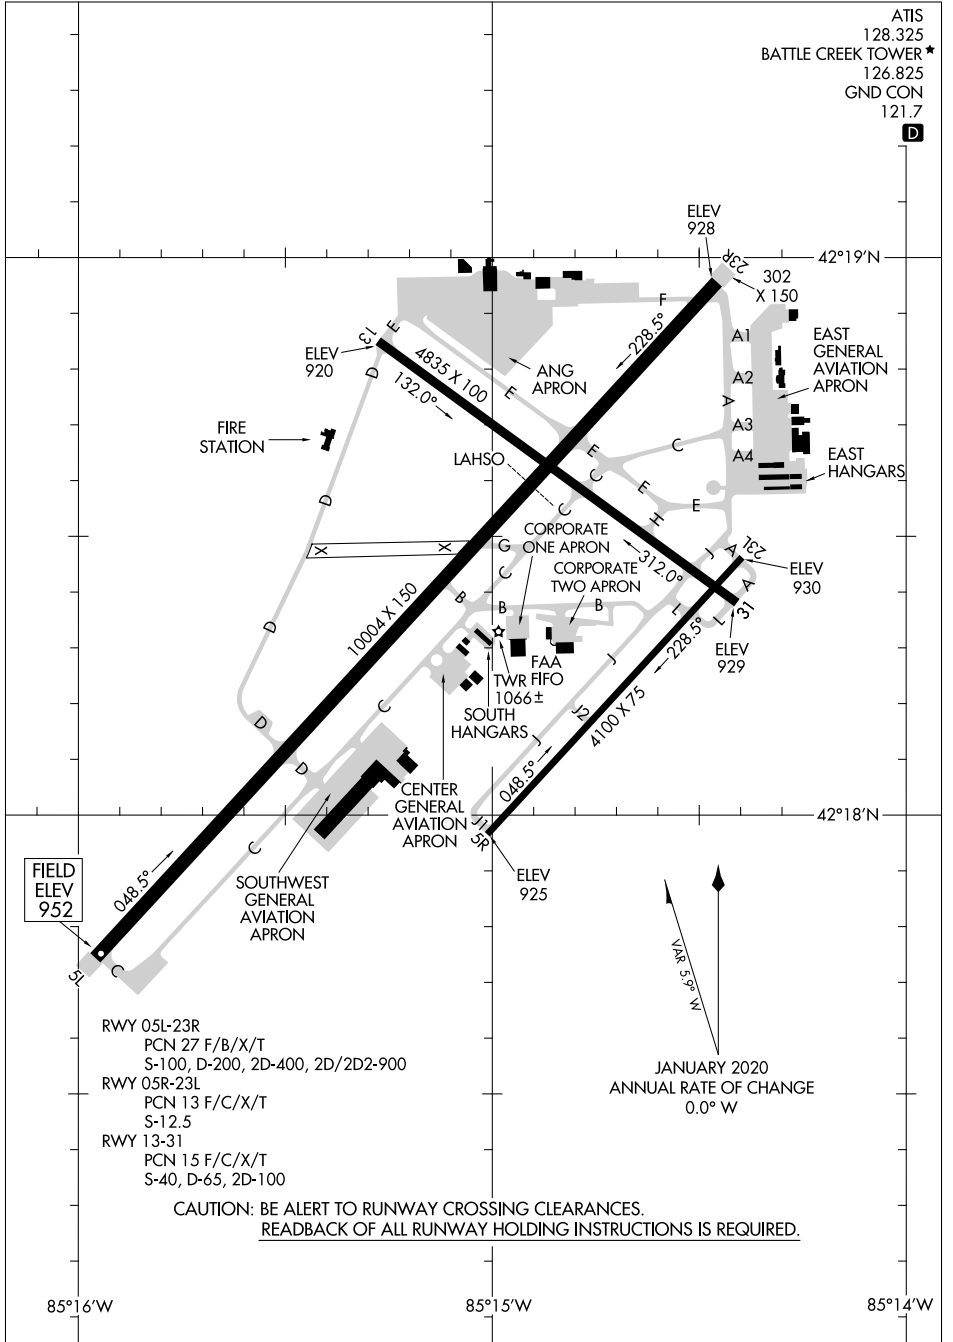 ATIS
128.325
BATTLE CREEK TOWER ★
126.825
GND CON
121.7
D
ELEV
928
23R
42°19'N
302
X 150
F
228.5°
13
E
ELEV
920
4835 X 100
132.0°
D
ANG
APRON
E
A1
A2
A
A3
A4
EAST
GENERAL
AVIATION
APRON
FIRE
STATION
LAHSO
E
C
C
E
EAST
HANGARS
D
C
H
E
X
X
G
CORPORATE
ONE APRON
312.0°
J
A
23L
ELEV
930
C
CORPORATE
TWO APRON
A
B
B
B
L
L
31
10004 X 150
D
228.5°
ELEV
929
TWR
1066±
FAA
FIFO
J
SOUTH
HANGARS
C
J2
4100 X 75
D
J
D
048.5°
CENTER
GENERAL
AVIATION
APRON
J1
5R
42°18'N
C
048.5°
FIELD
ELEV
952
SOUTHWEST
GENERAL
AVIATION
APRON
ELEV
925
5L
C
VAR 5.9° W
RWY 05L-23R
PCN 27 F/B/X/T
S-100, D-200, 2D-400, 2D/2D2-900
RWY 05R-23L
PCN 13 F/C/X/T
S-12.5
RWY 13-31
PCN 15 F/C/X/T
S-40, D-65, 2D-100
JANUARY 2020
ANNUAL RATE OF CHANGE
0.0° W
CAUTION: BE ALERT TO RUNWAY CROSSING CLEARANCES.
READBACK OF ALL RUNWAY HOLDING INSTRUCTIONS IS REQUIRED.
85°16'W
85°15'W
85°14'W